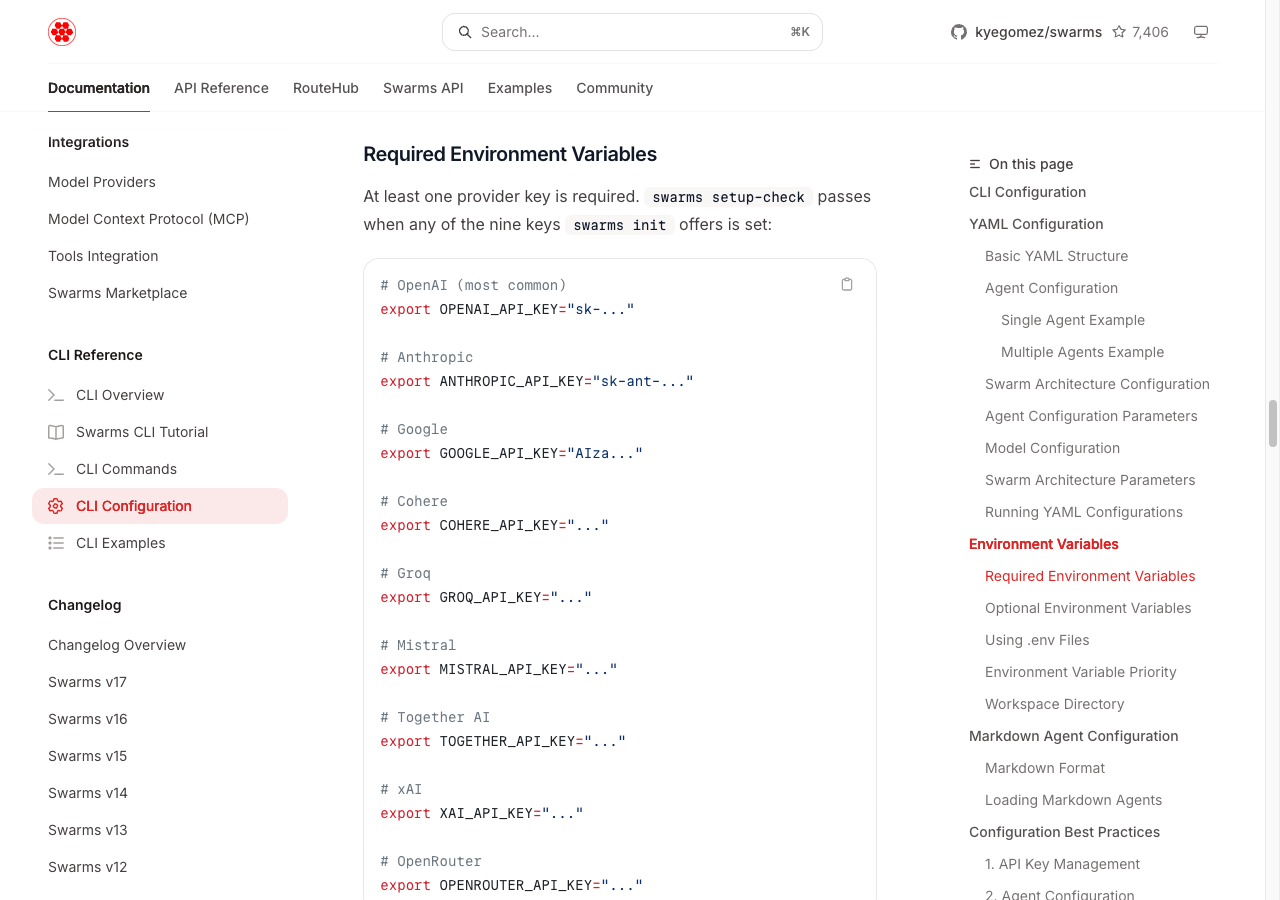 Search...
⌘K
kyegomez/swarms
7,406
Documentation
API Reference
RouteHub
Swarms API
Examples
Community
Integrations
Model Providers
Model Context Protocol (MCP)
Tools Integration
Swarms Marketplace
CLI Reference
CLI Overview
Swarms CLI Tutorial
CLI Commands
CLI Configuration
CLI Examples
Changelog
Changelog Overview
Swarms v17
Swarms v16
Swarms v15
Swarms v14
Swarms v13
Swarms v12
Required Environment Variables
At least one provider key is required. swarms setup-check passes
when any of the nine keys swarms init offers is set:
# OpenAI (most common)
export OPENAI_API_KEY="sk-..."
# Anthropic
export ANTHROPIC_API_KEY="sk-ant-..."
# Google
export GOOGLE_API_KEY="AIza..."
# Cohere
export COHERE_API_KEY="..."
# Groq
export GROQ_API_KEY="..."
# Mistral
export MISTRAL_API_KEY="..."
# Together AI
export TOGETHER_API_KEY="..."
# xAI
export XAI_API_KEY="..."
# OpenRouter
export OPENROUTER_API_KEY="..."
On this page
CLI Configuration
YAML Configuration
Basic YAML Structure
Agent Configuration
Single Agent Example
Multiple Agents Example
Swarm Architecture Configuration
Agent Configuration Parameters
Model Configuration
Swarm Architecture Parameters
Running YAML Configurations
Environment Variables
Required Environment Variables
Optional Environment Variables
Using .env Files
Environment Variable Priority
Workspace Directory
Markdown Agent Configuration
Markdown Format
Loading Markdown Agents
Configuration Best Practices
1. API Key Management
2. Agent Configuration